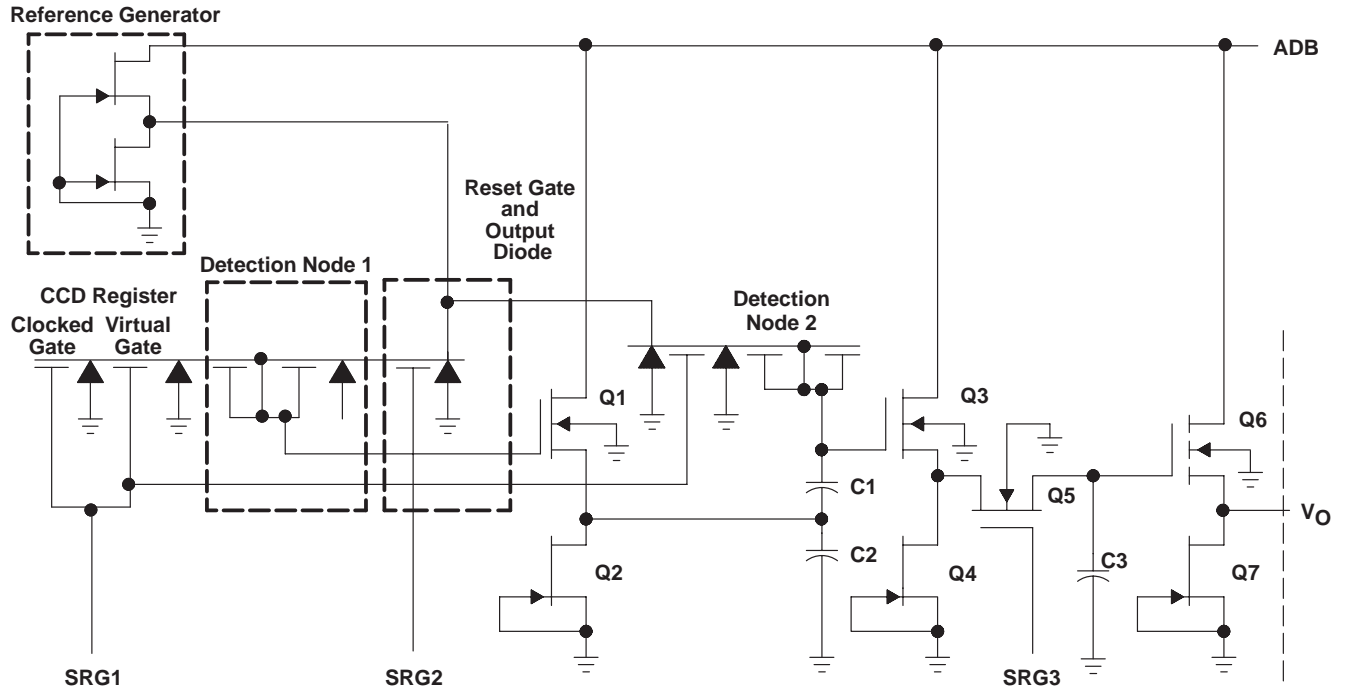 Reference Generator
ADB
Reset Gate
and
Output
Diode
Detection Node 1
CCD Register
Clocked
Gate
Virtual
Gate
Detection
Node 2
Q1
Q3
Q6
C1
Q5
VO
C2
C3
Q2
Q4
Q7
SRG1
SRG2
SRG3